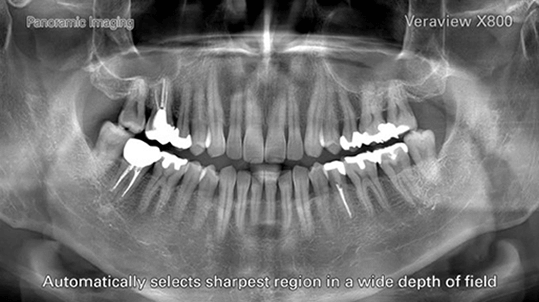 Panoramic imaging
Veraview X800
Automatically selects sharpest region in a wide depth of field